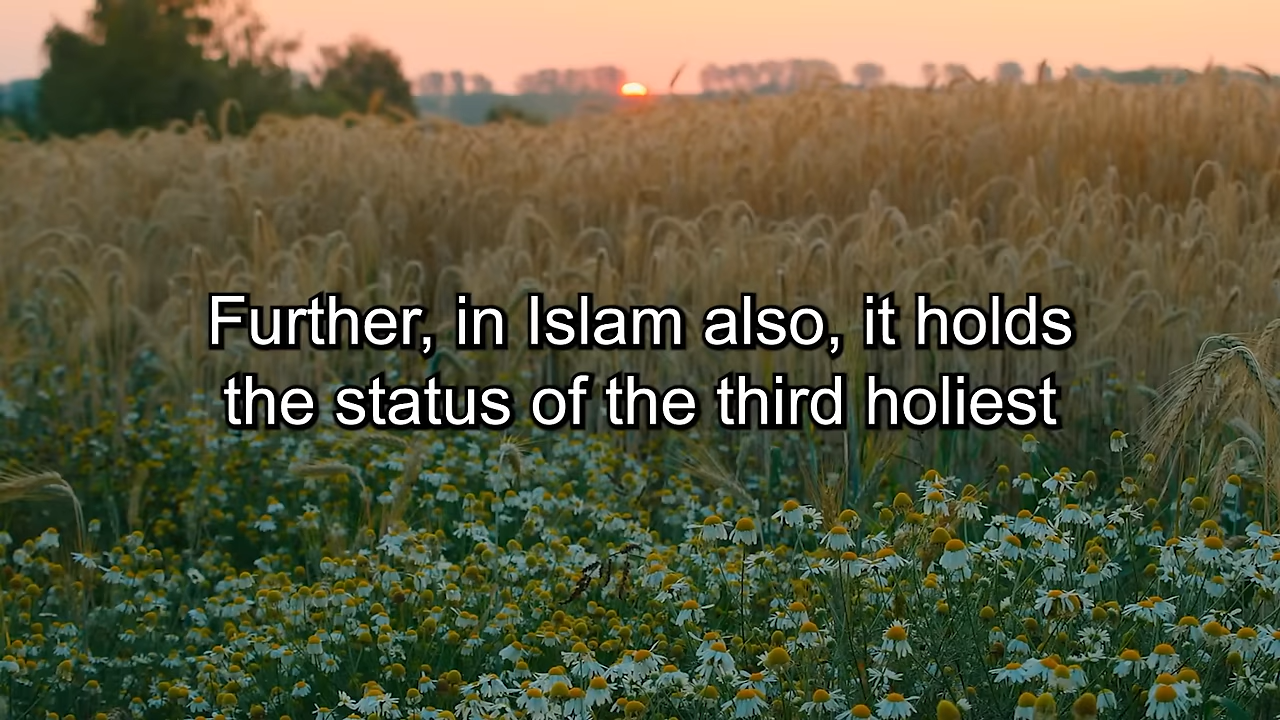 Further, in Islam also, it holds
the status of the third holiest